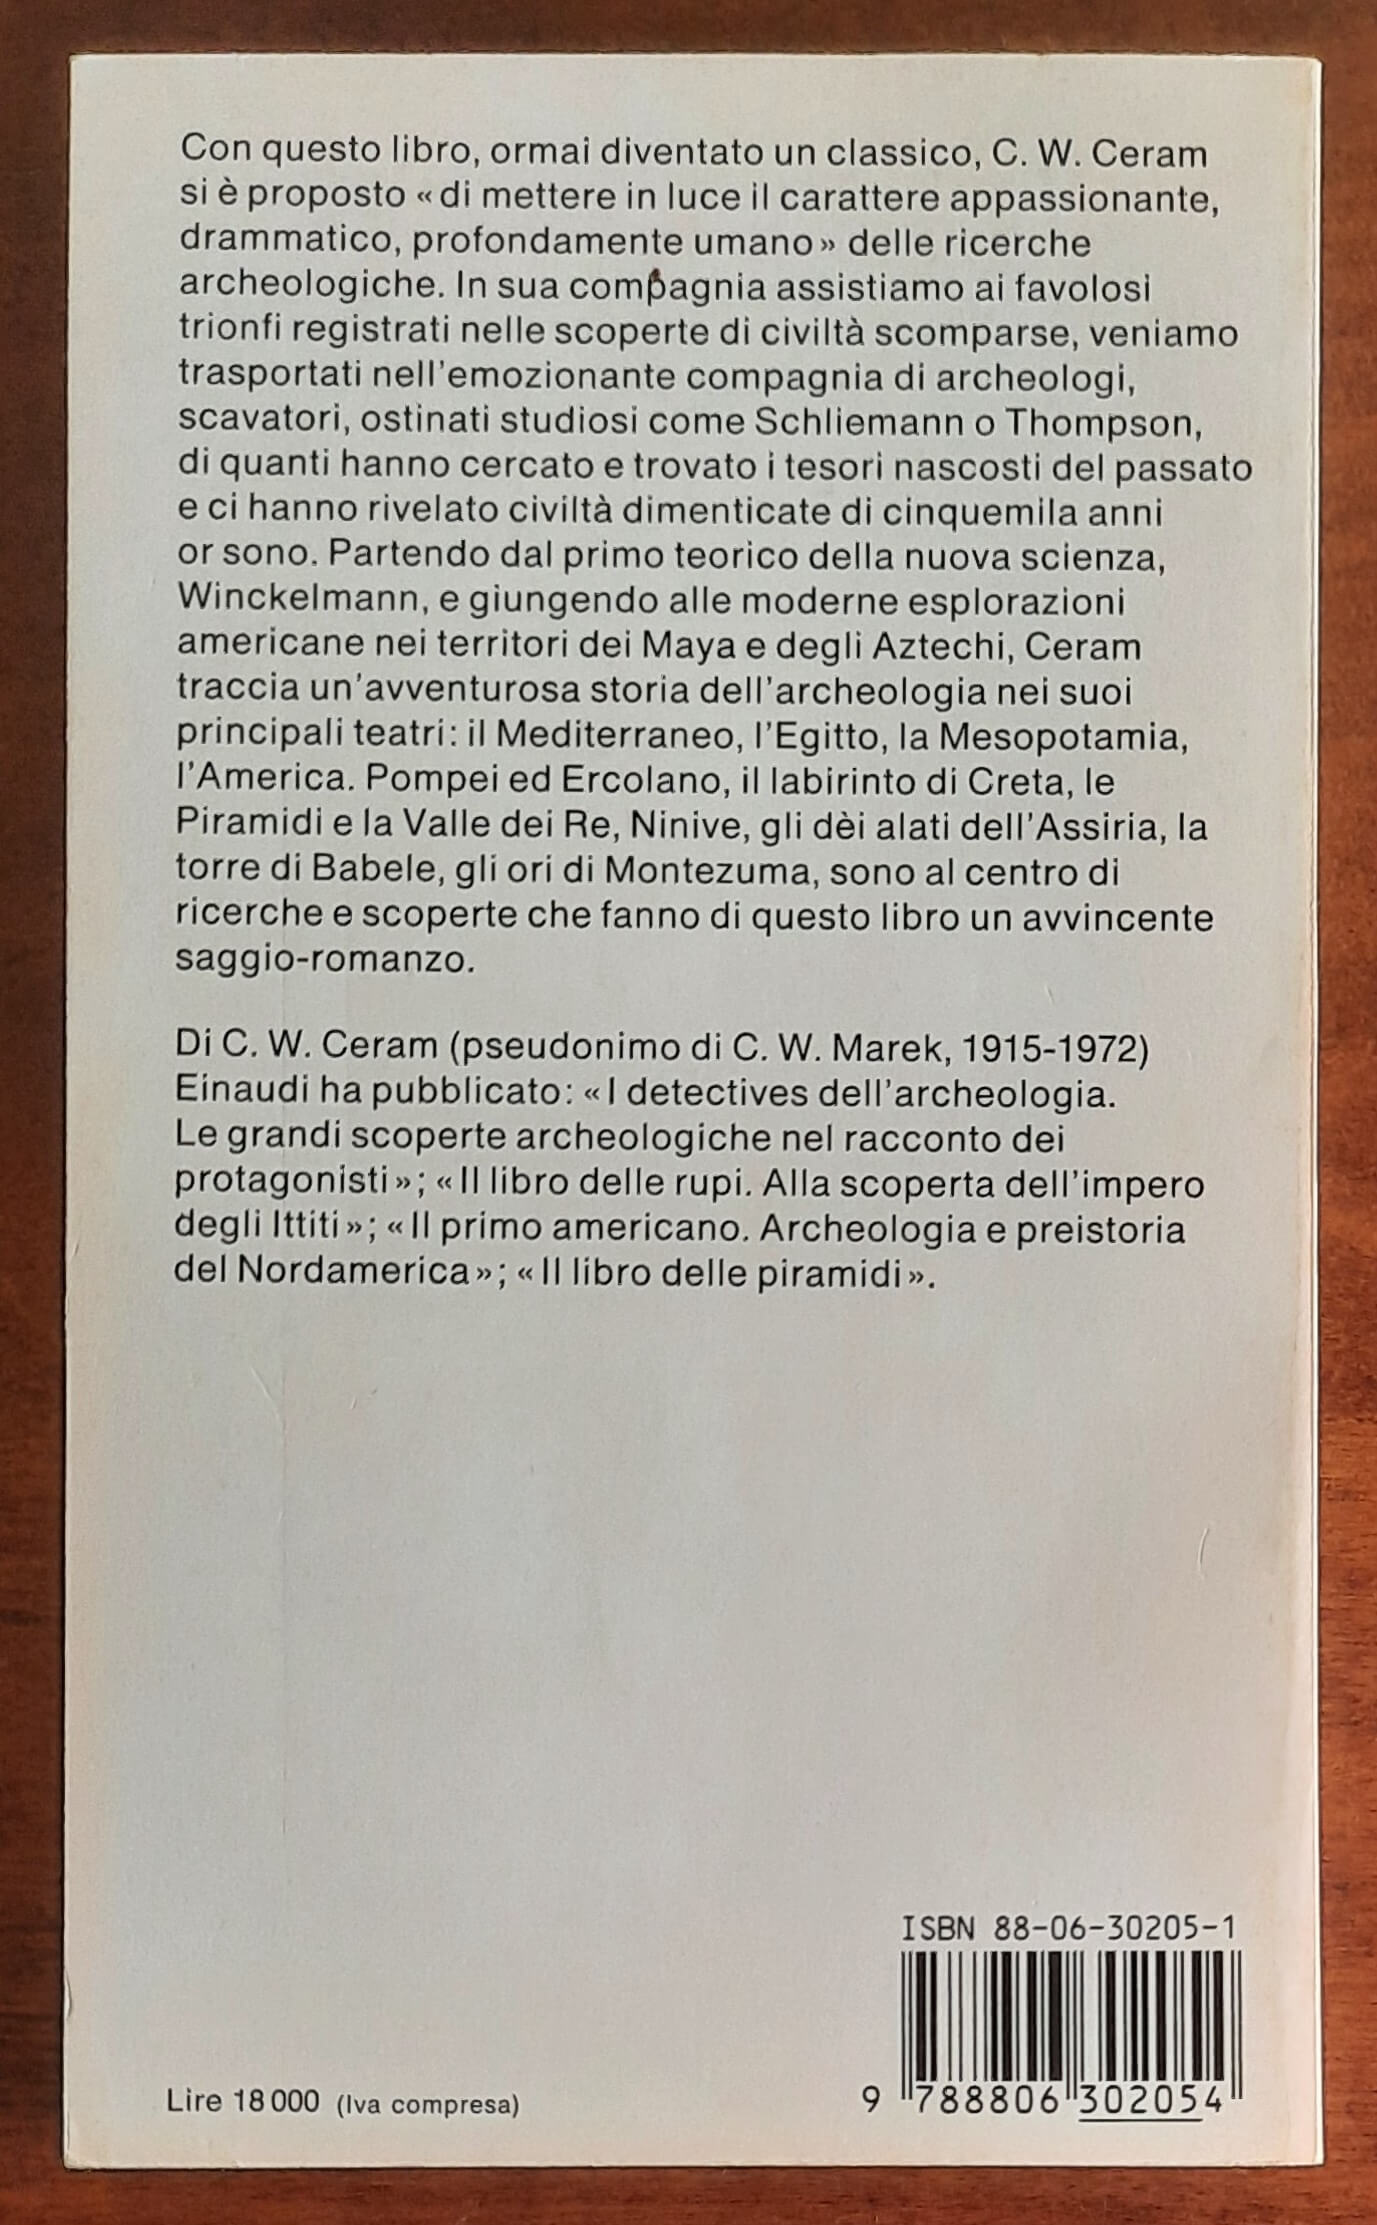 Con questo libro, ormai diventato un classico, C. W. Ceram
si è proposto « di mettere in luce il carattere appassionante,
drammatico, profondamente umano » delle ricerche
archeologiche. In sua compagnia assistiamo ai favolosi
trionfi registrati nelle scoperte di civiltà scomparse, veniamo
trasportati nell'emozionante compagnia di archeologi,
scavatori, ostinati studiosi come Schliemann o Thompson,
di quanti hanno cercato e trovato i tesori nascosti del passato
e ci hanno rivelato civiltà dimenticate di cinquemila anni
or sono. Partendo dal primo teorico della nuova scienza,
Winckelmann, e giungendo alle moderne esplorazioni
americane nei territori dei Maya e degli Aztechi, Ceram
traccia un'avventurosa storia dell'archeologia nei suoi
principali teatri: il Mediterraneo, l'Egitto, la Mesopotamia,
l'America. Pompei ed Ercolano, il labirinto di Creta, le
Piramidi e la Valle dei Re, Ninive, gli dèi alati dell'Assiria, la
torre di Babele, gli ori di Montezuma, sono al centro di
ricerche e scoperte che fanno di questo libro un avvincente
saggio-romanzo.
Di C. W. Ceram (pseudonimo di C. W. Marek, 1915-1972)
Einaudi ha pubblicato: « I detectives dell'archeologia.
Le grandi scoperte archeologiche nel racconto dei
protagonisti »; « Il libro delle rupi. Alla scoperta dell'impero
degli Ittiti »; « Il primo americano. Archeologia e preistoria
del Nordamerica »; « Il libro delle piramidi ».
ISBN 88-06-30205-1
Lire 18 000 (Iva compresa)
9 788806 302054